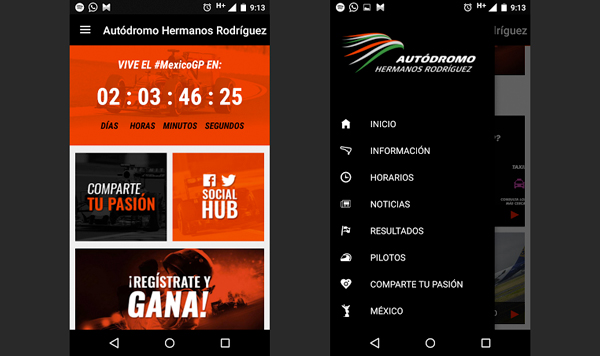 H+ 9:13
Autódromo Hermanos Rodríguez
VIVE EL #MexicoGP EN:
02 : 03 : 46 : 25
DÍAS HORAS MINUTOS SEGUNDOS
COMPARTE
TU PASIÓN
SOCIAL
HUB
¡REGÍSTRATE Y
GANA!
H+ 9:13
dríguez
AUTÓDROMO
HERMANOS RODRÍGUEZ
INICIO
INFORMACIÓN
HORARIOS
NOTICIAS
RESULTADOS
PILOTOS
COMPARTE TU PASIÓN
MÉXICO
TAXI